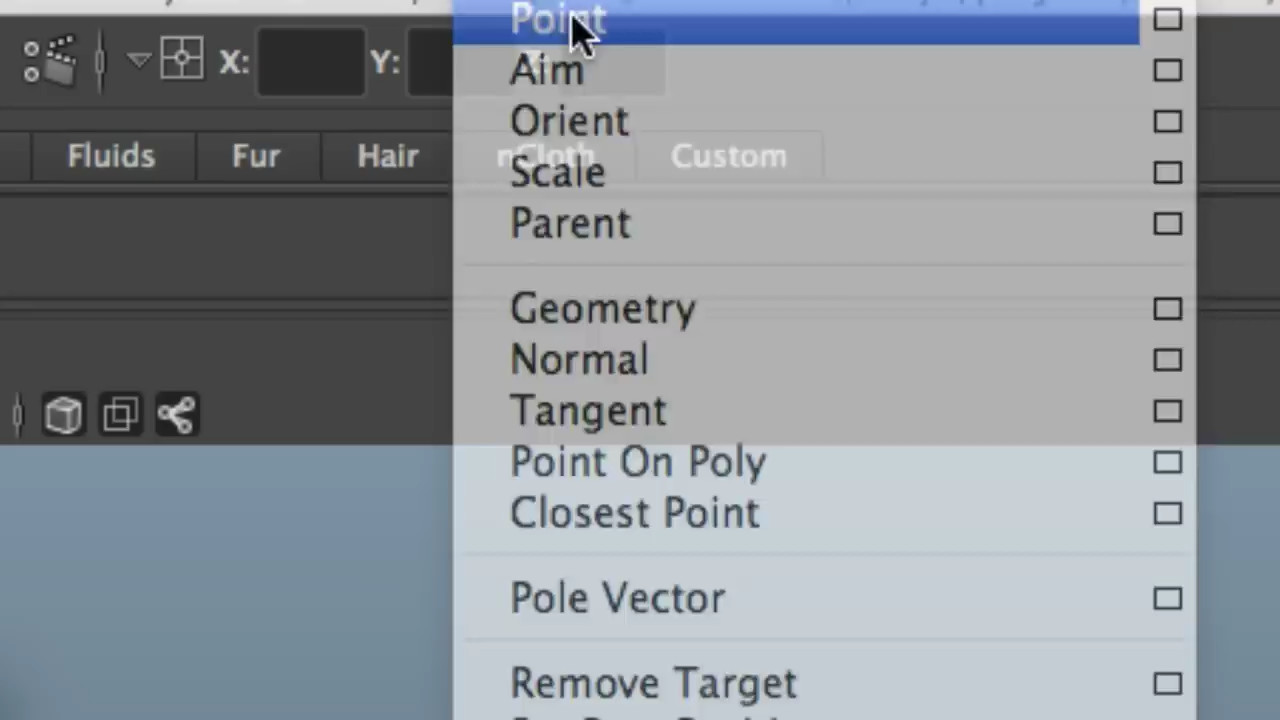 Point
X:
Y:
Aim
Orient
Fluids
Fur
Hair
nCloth
Custom
Scale
Parent
Geometry
Normal
Tangent
Point On Poly
Closest Point
Pole Vector
Remove Target